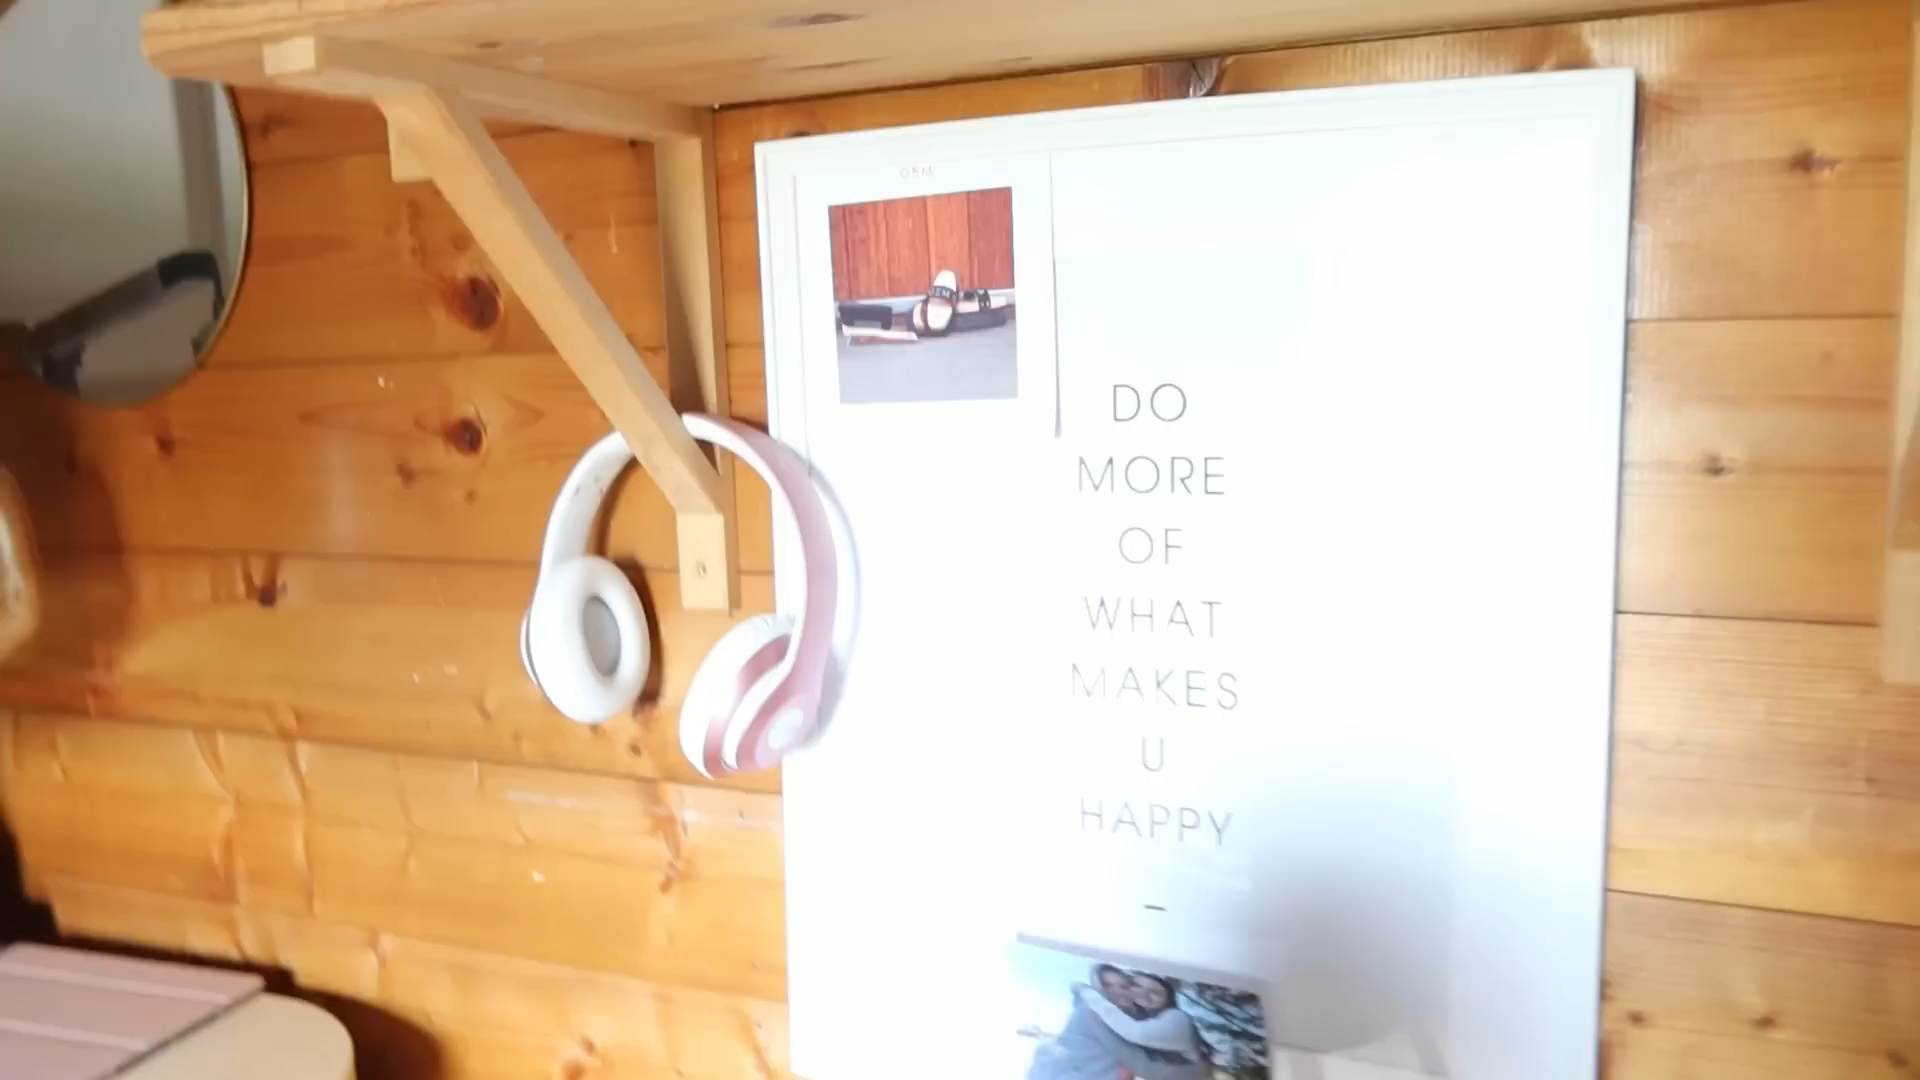 DO
MORE
OF
WHAT
MAKES
U
HAPPY
–